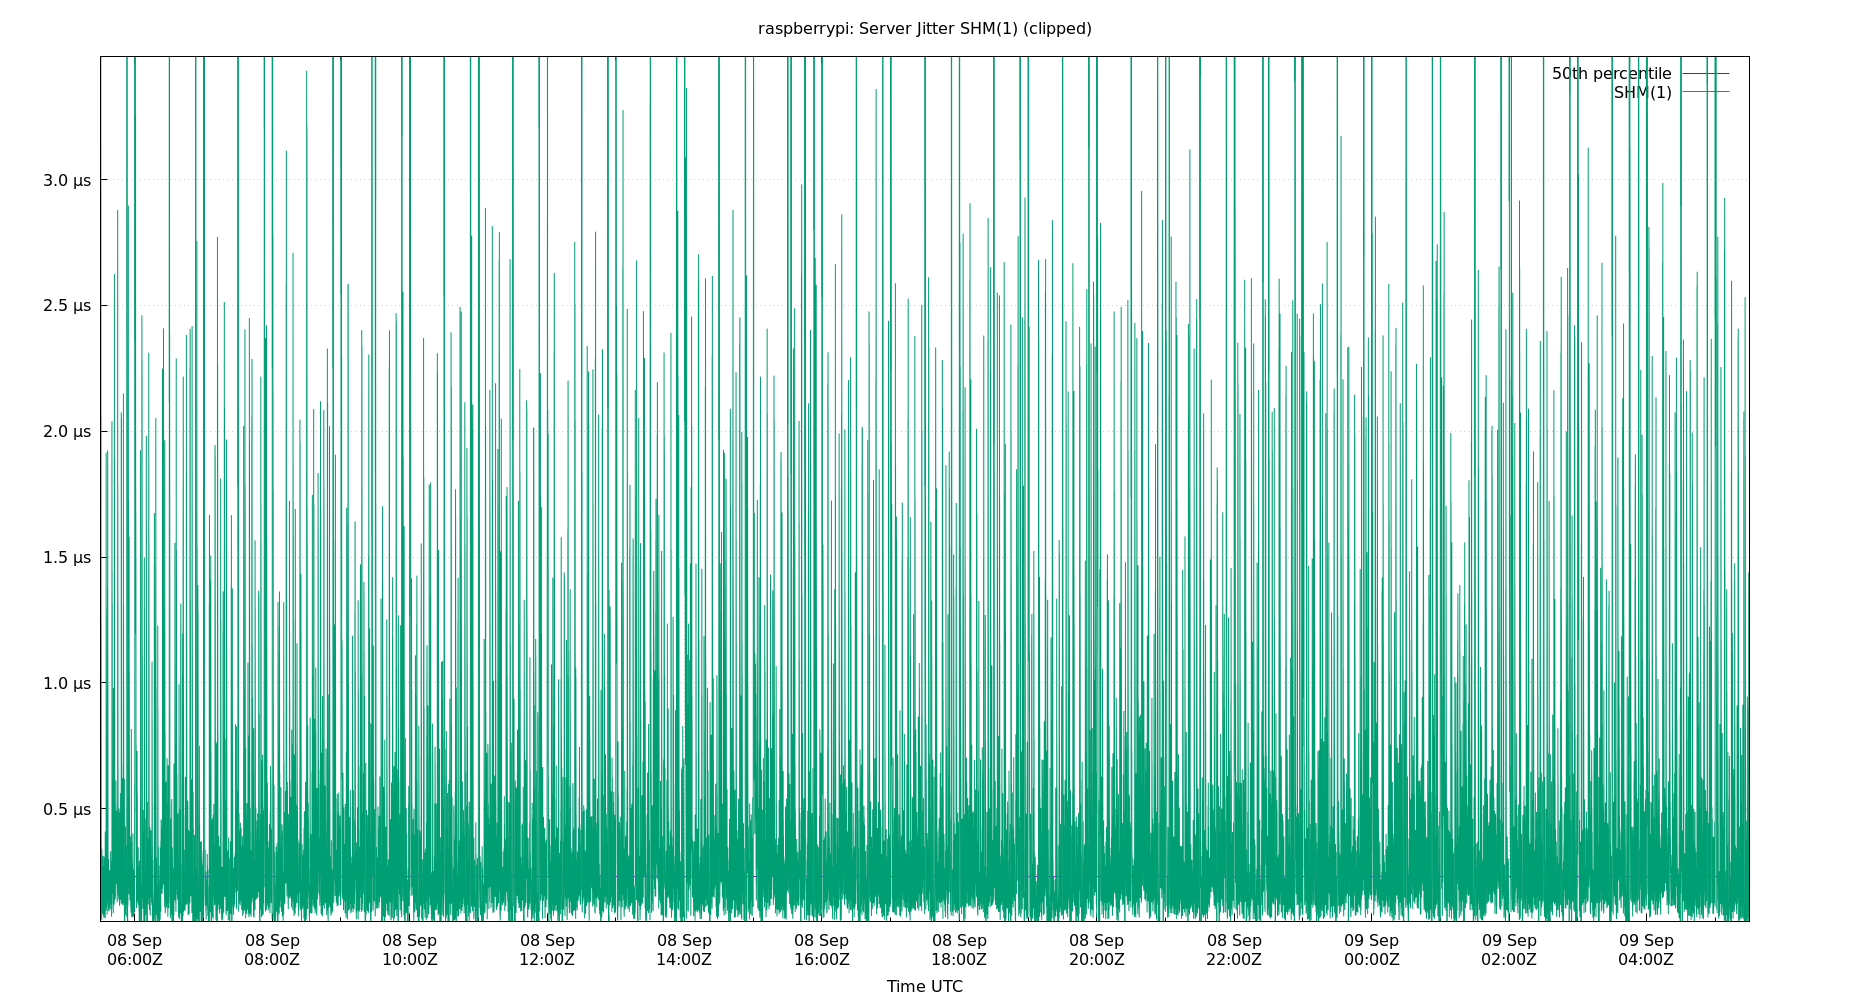 raspberrypi: Server Jitter SHM(1) (clipped)
50th percentile
SHM(1)
3.0 µs
2.5 µs
2.0 µs
1.5 µs
1.0 µs
0.5 µs
08 Sep 08 Sep 08 Sep 08 Sep 08 Sep 08 Sep 08 Sep 08 Sep 08 Sep 09 Sep 09 Sep 09 Sep
06:00Z 08:00Z 10:00Z 12:00Z 14:00Z 16:00Z 18:00Z 20:00Z 22:00Z 00:00Z 02:00Z 04:00Z
Time UTC